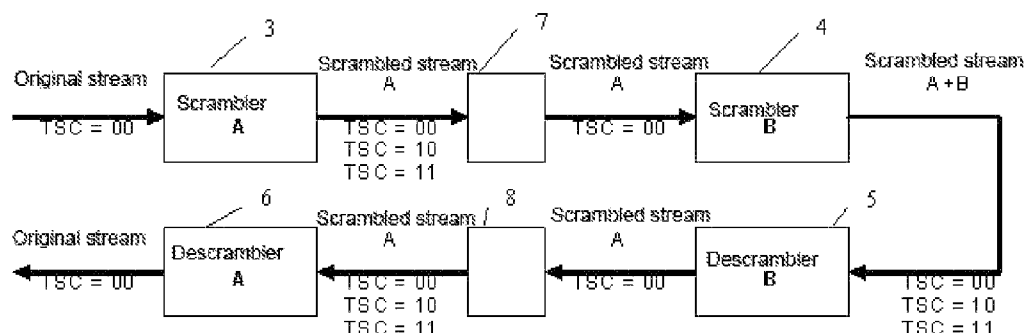 3
7
4
Original stream
Scrambled stream
A
Scrambled stream
A
Scrambled stream
A+B
Scrambler
A
Scrambler
B
TSC = 00
TSC = 00
TSC = 10
TSC = 11
TSC = 00
6
8
5
Original stream
Scrambled stream
A
Scrambled stream
A
Descrambler
A
Descrambler
B
TSC = 00
TSC = 00
TSC = 10
TSC = 11
TSC = 00
TSC = 00
TSC = 10
TSC = 11